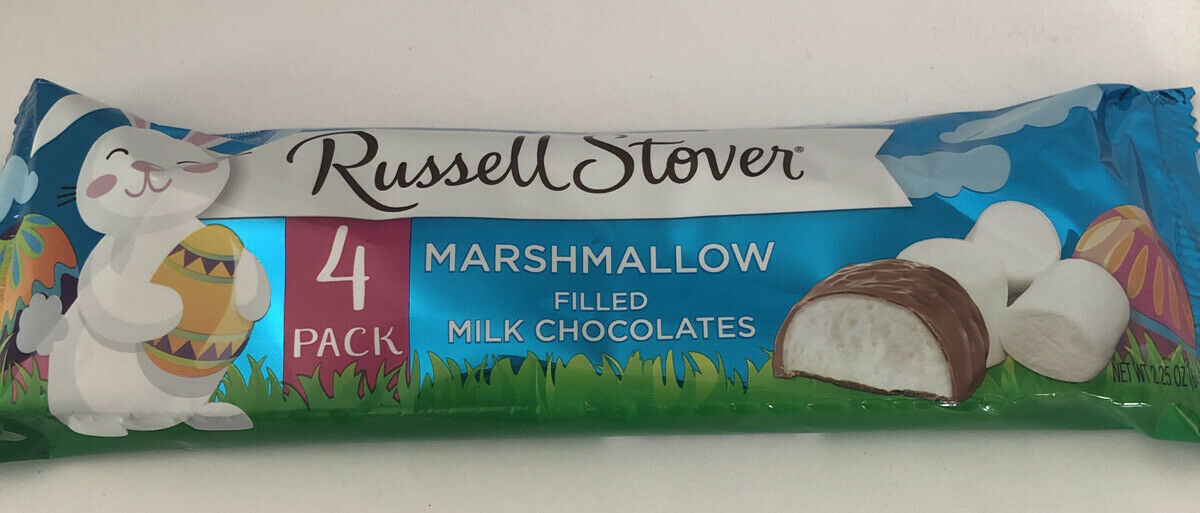 Russell Stover®
4
PACK
MARSHMALLOW
FILLED
MILK CHOCOLATES
NET WT 2.25 OZ